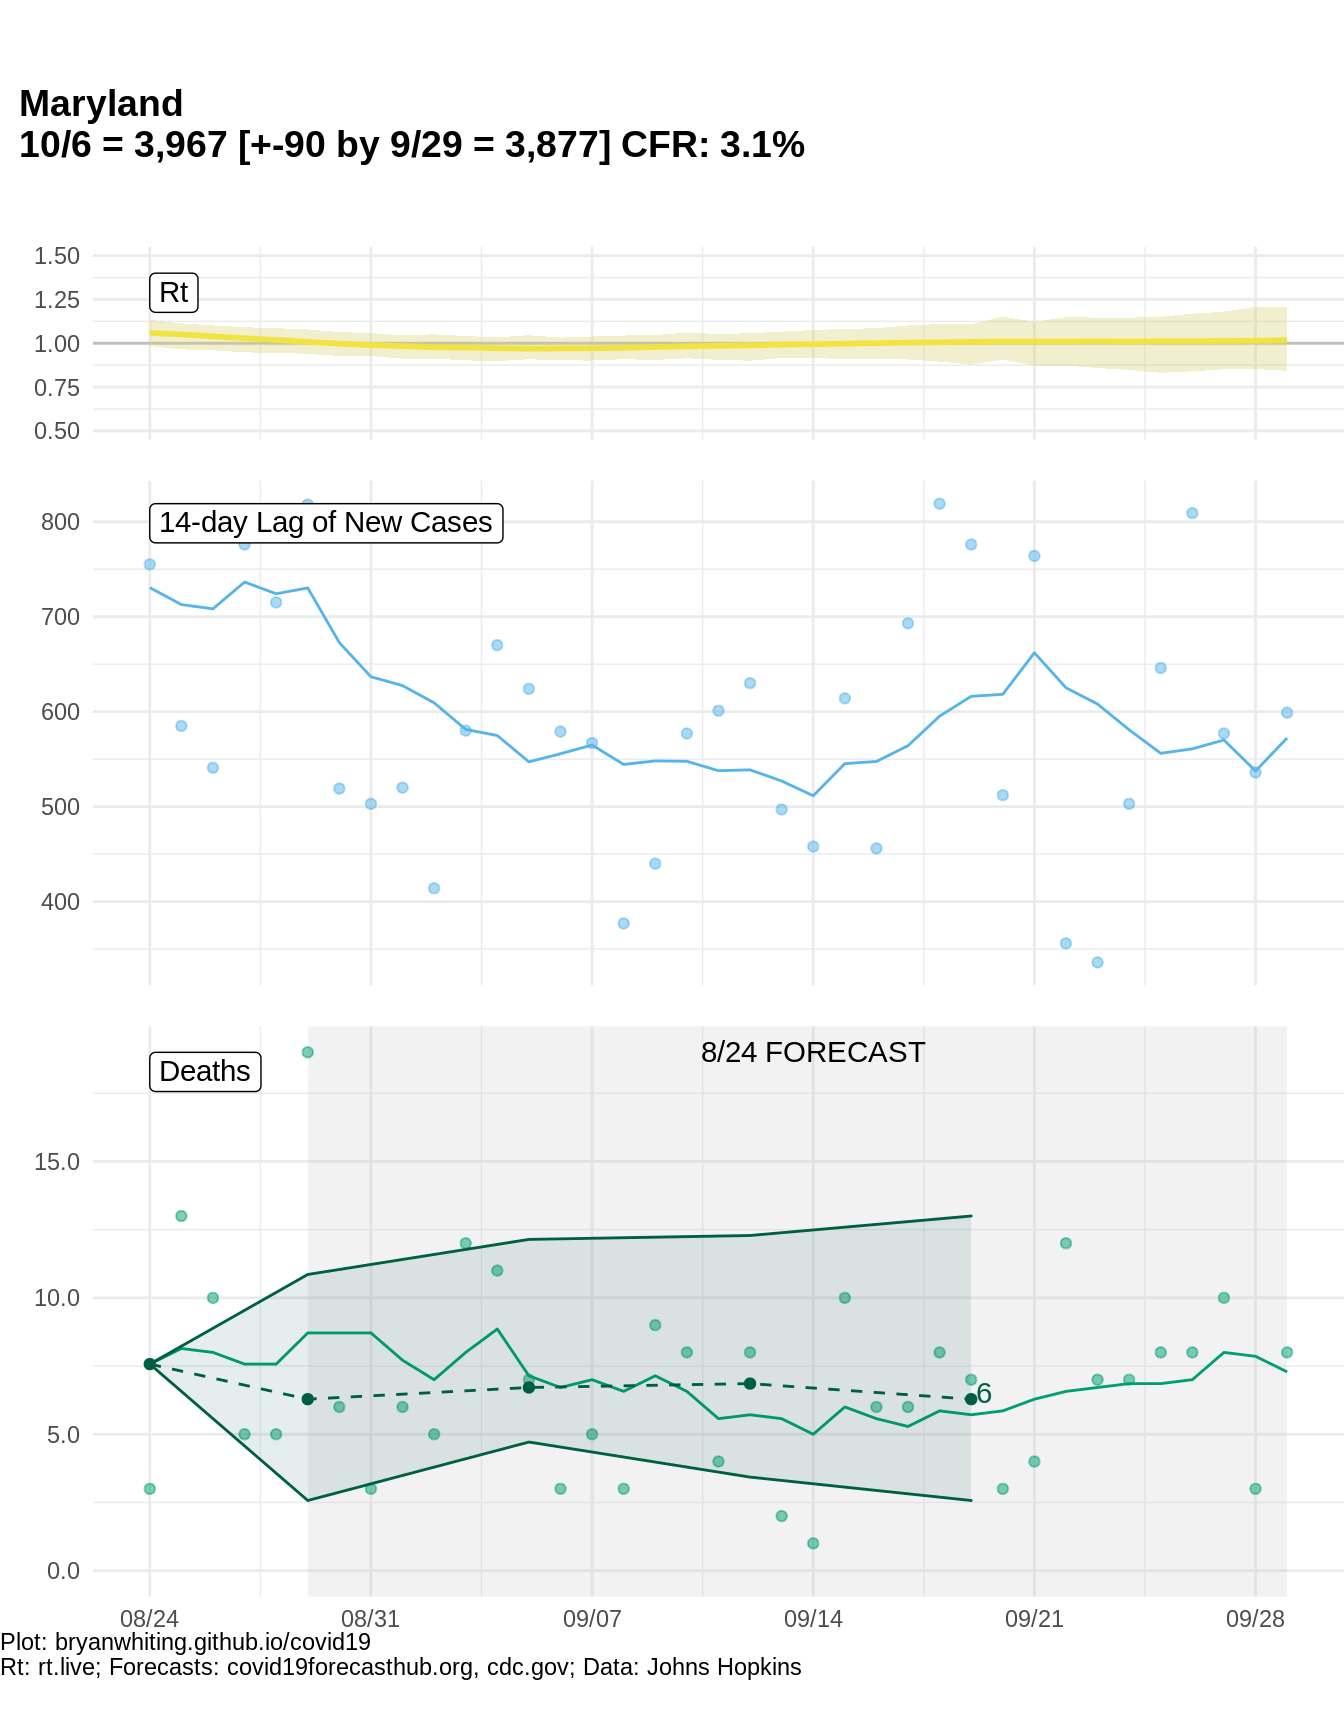 Maryland
10/6 = 3,967 [+-90 by 9/29 = 3,877] CFR: 3.1%
1.50
Rt
1.25
1.00
0.75
0.50
14-day Lag of New Cases
800
700
600
500
400
8/24 FORECAST
Deaths
15.0
10.0
6
5.0
0.0
08/24 08/31 09/07 09/14 09/21 09/28
Plot: bryanwhiting.github.io/covid19
Rt: rt.live; Forecasts: covid19forecasthub.org, cdc.gov; Data: Johns Hopkins